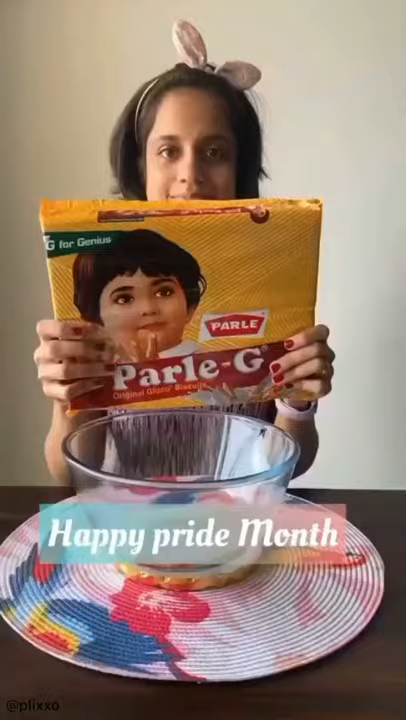 G for Genius
PARLE
Parle-G
Original Gluco Biscuits
Happy pride Month
@plixxo